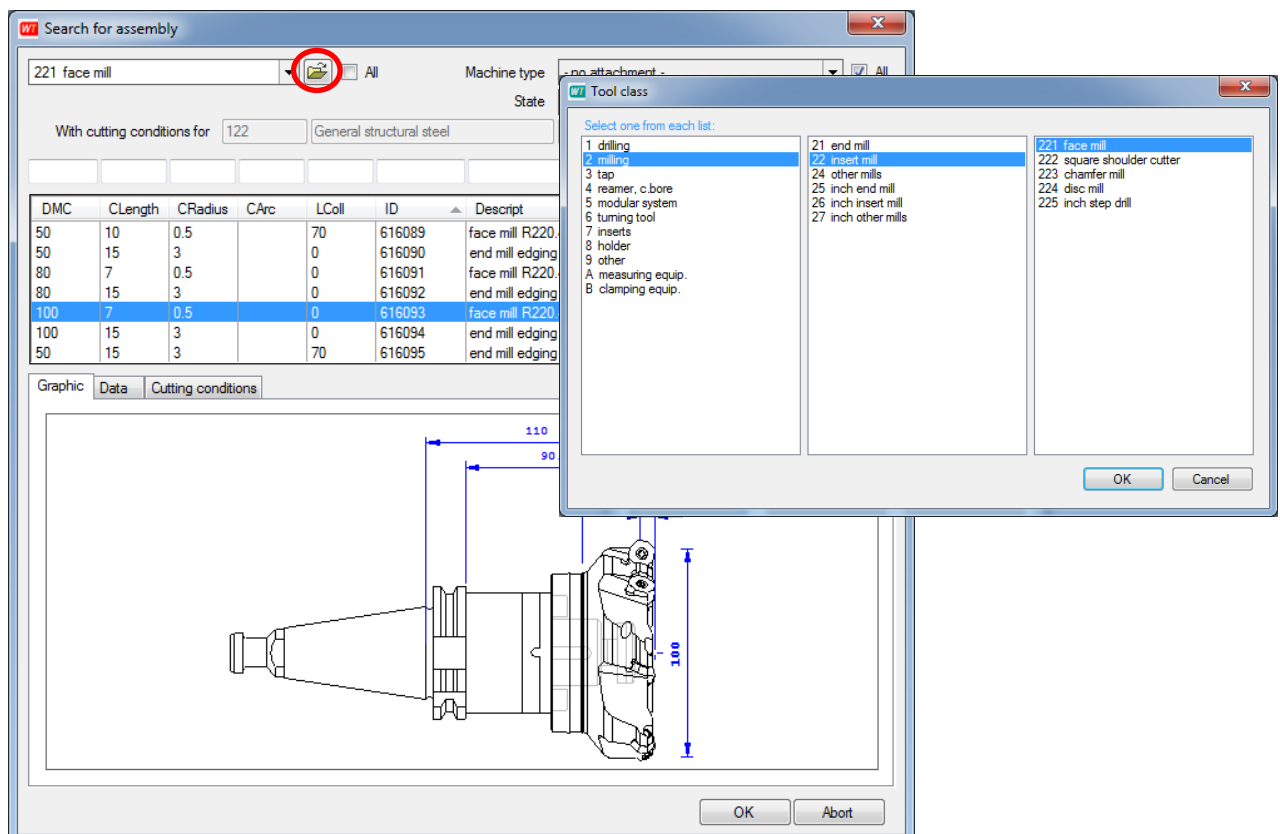 WT Search for assembly
221 face mill
All
Machine type
- no attachment -
All
State
With cutting conditions for 122 General structural steel
DMC CLength CRadius CArc LColl ID Descript
50 10 0.5 70 616089 face mill R220.
50 15 3 0 616090 end mill edging
80 7 0.5 0 616091 face mill R220.
80 15 3 0 616092 end mill edging
100 7 0.5 0 616093 face mill R220.
100 15 3 0 616094 end mill edging
50 15 3 70 616095 end mill edging
Graphic Data Cutting conditions
110
90
100
OK Abort
WT Tool class
Select one from each list:
1 drilling
2 milling
3 tap
4 reamer, c.bore
5 modular system
6 turning tool
7 inserts
8 holder
9 other
A measuring equip.
B clamping equip.
21 end mill
22 insert mill
24 other mills
25 inch end mill
26 inch insert mill
27 inch other mills
221 face mill
222 square shoulder cutter
223 chamfer mill
224 disc mill
225 inch step drill
OK Cancel